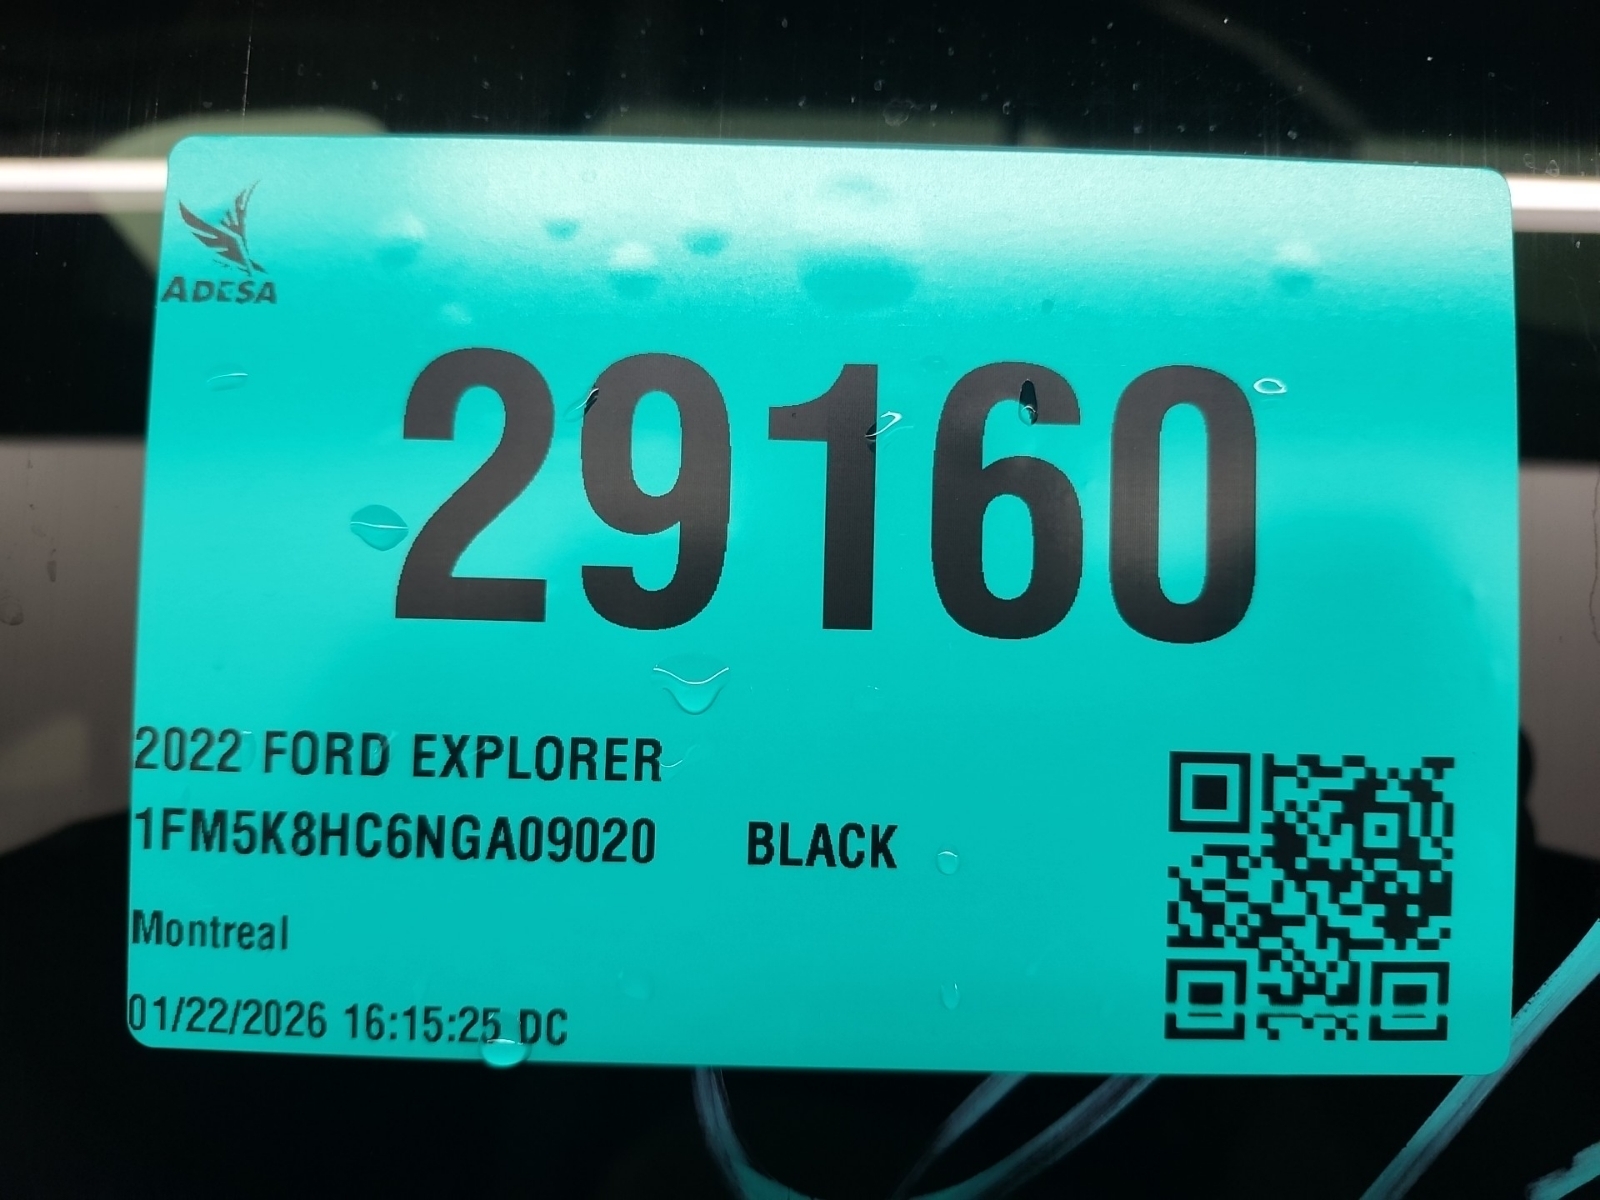 ADESA
29160
2022 FORD EXPLORER
1FM5K8HC6NGA09020 BLACK
Montreal
01/22/2026 16:15:25 DC